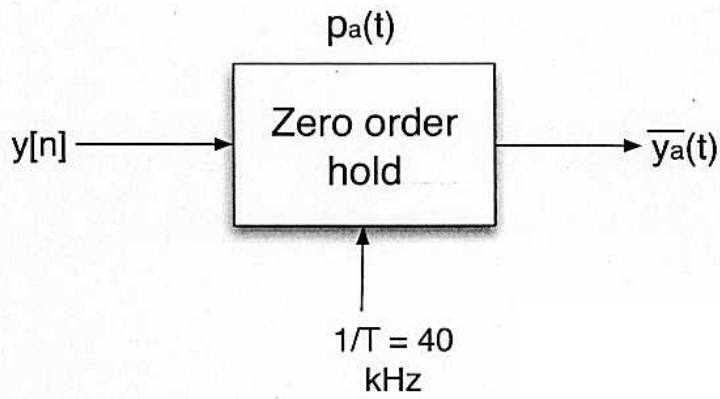 pa(t)
y[n]
Zero order
hold
ya(t)
1/T = 40
kHz